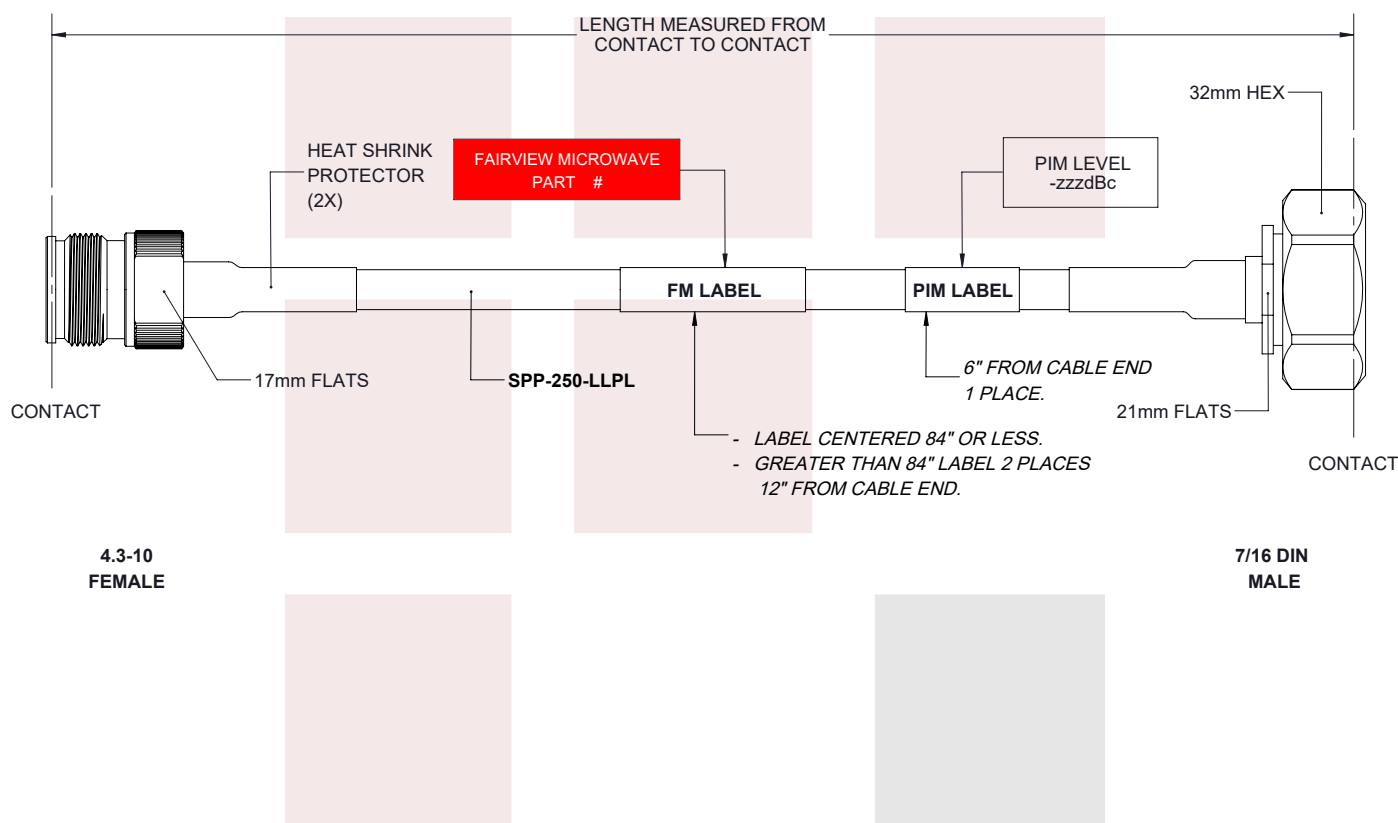 LENGTH MEASURED FROM
CONTACT TO CONTACT
32mm HEX
HEAT SHRINK
PROTECTOR
(2X)
FAIRVIEW MICROWAVE
PART #
PIM LEVEL
-zzzdBc
FM LABEL
PIM LABEL
17mm FLATS
SPP-250-LLPL
6" FROM CABLE END
1 PLACE.
21mm FLATS
CONTACT
- LABEL CENTERED 84" OR LESS.
- GREATER THAN 84" LABEL 2 PLACES
12" FROM CABLE END.
CONTACT
4.3-10
FEMALE
7/16 DIN
MALE